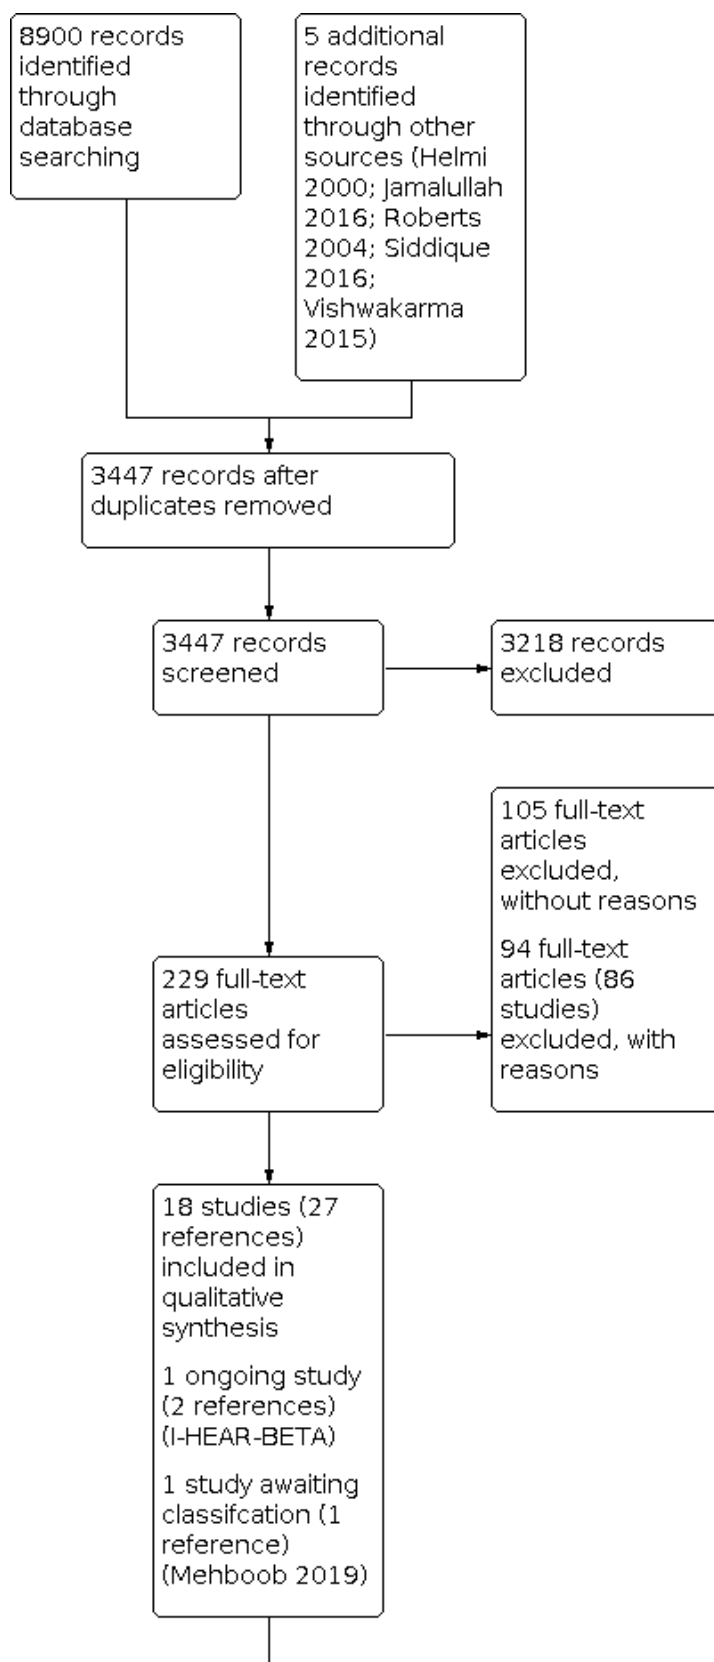 8900 records
identified
through
database
searching
5 additional
records
identified
through other
sources (Helmi
2000; Jamalullah
2016; Roberts
2004; Siddique
2016;
Vishwakarma
2015)
3447 records after
duplicates removed
3447 records
screened
3218 records
excluded
105 full-text
articles
excluded,
without reasons
94 full-text
articles (86
studies)
excluded, with
reasons
229 full-text
articles
assessed for
eligibility
18 studies (27
references)
included in
qualitative
synthesis
1 ongoing study
(2 references)
(I-HEAR-BETA)
1 study awaiting
classifcation (1
reference)
(Mehboob 2019)